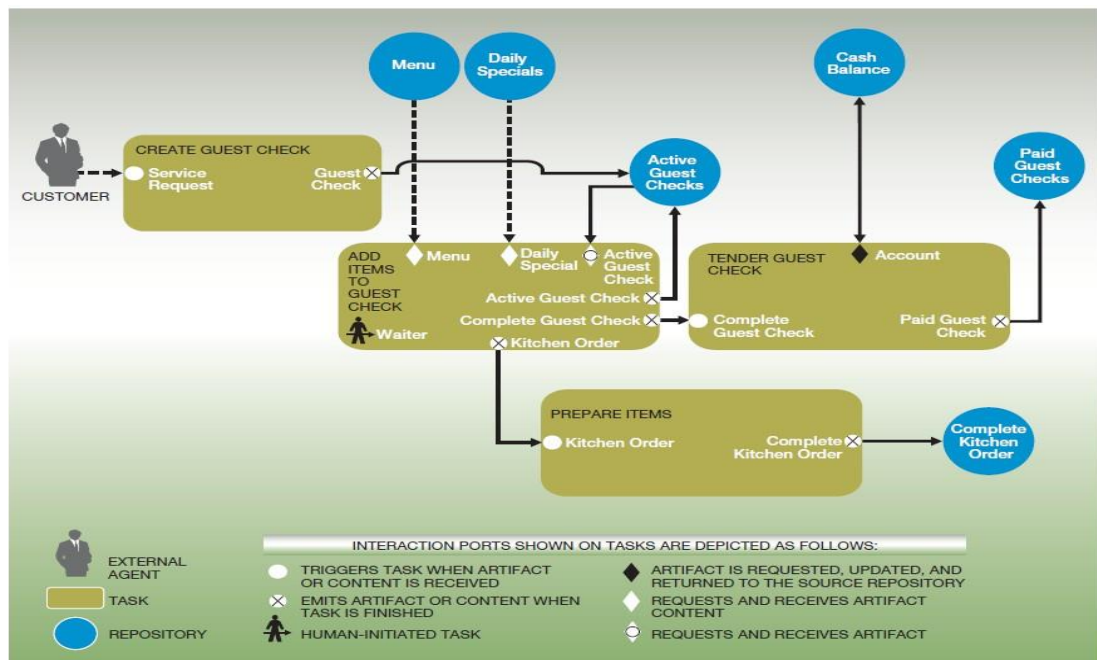 Menu
Daily
Specials
Cash
Balance
CREATE GUEST CHECK
Service
Request
Guest
Check
CUSTOMER
Active
Guest
Checks
Paid
Guest
Checks
ADD
ITEMS
TO
GUEST
CHECK
Menu
Daily
Special
Active
Guest
Check
Active Guest Check
Complete Guest Check
Waiter
Kitchen Order
TENDER GUEST
CHECK
Account
Complete
Guest Check
Paid Guest
Check
PREPARE ITEMS
Kitchen Order
Complete
Kitchen Order
Complete
Kitchen
Order
INTERACTION PORTS SHOWN ON TASKS ARE DEPICTED AS FOLLOWS:
EXTERNAL
AGENT
TASK
REPOSITORY
TRIGGERS TASK WHEN ARTIFACT
OR CONTENT IS RECEIVED
EMITS ARTIFACT OR CONTENT WHEN
TASK IS FINISHED
HUMAN-INITIATED TASK
ARTIFACT IS REQUESTED, UPDATED, AND
RETURNED TO THE SOURCE REPOSITORY
REQUESTS AND RECEIVES ARTIFACT
CONTENT
REQUESTS AND RECEIVES ARTIFACT